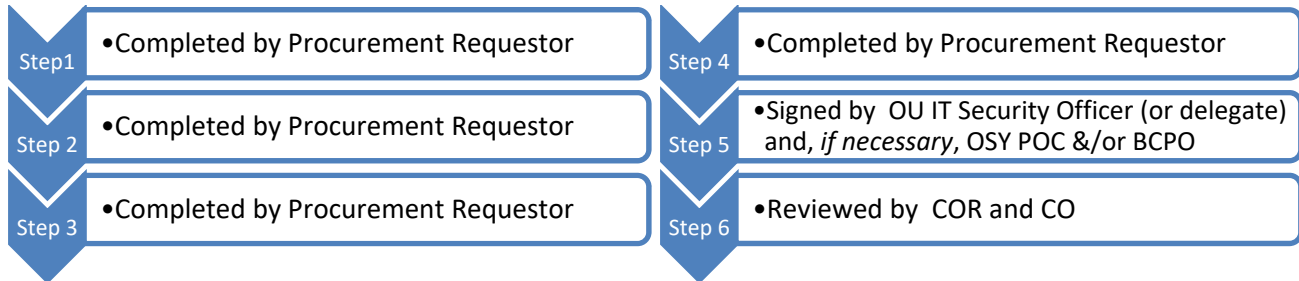 Step1
•Completed by Procurement Requestor
Step 2
•Completed by Procurement Requestor
Step 3
•Completed by Procurement Requestor
Step 4
•Completed by Procurement Requestor
Step 5
•Signed by OU IT Security Officer (or delegate)
and, if necessary, OSY POC &/or BCPO
Step 6
•Reviewed by COR and CO